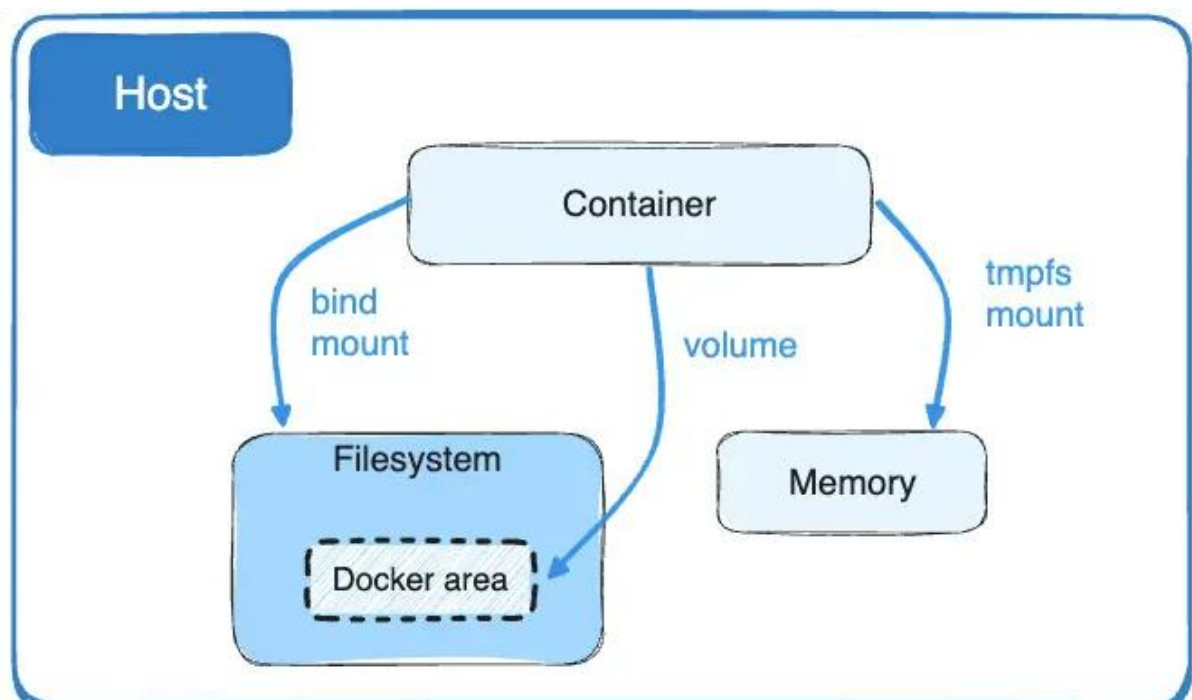 Host
Container
bind
mount
volume
tmpfs
mount
Filesystem
Docker area
Memory